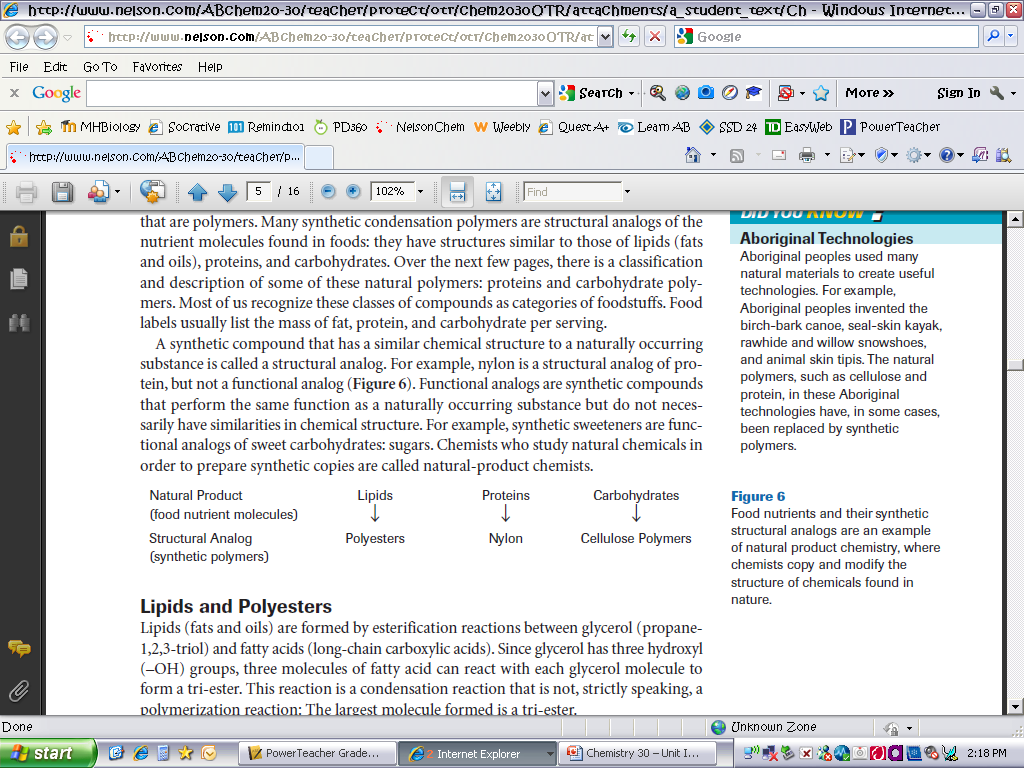 http://www.nelson.com/ABChem20-30/teacher/protect/otr/Chem2030OTR/attachments/a_student_text/Ch - Windows Internet...
http://www.nelson.com/ABChem20-30/teacher/protect/otr/Chem2030OTR/at
Google
File Edit Go To Favorites Help
x Google Search More >> Sign In
MHBiology Socrative Remind101 PD360 NelsonChem Weebly Quest A+ Learn AB SSD 24 EasyWeb PowerTeacher
http://www.nelson.com/ABChem20-30/teacher/p...
5 / 16 102% Find
that are polymers. Many synthetic condensation polymers are structural analogs of the
nutrient molecules found in foods: they have structures similar to those of lipids (fats
and oils), proteins, and carbohydrates. Over the next few pages, there is a classification
and description of some of these natural polymers: proteins and carbohydrate poly-
mers. Most of us recognize these classes of compounds as categories of foodstuffs. Food
labels usually list the mass of fat, protein, and carbohydrate per serving.
A synthetic compound that has a similar chemical structure to a naturally occurring
substance is called a structural analog. For example, nylon is a structural analog of pro-
tein, but not a functional analog (Figure 6). Functional analogs are synthetic compounds
that perform the same function as a naturally occurring substance but do not neces-
sarily have similarities in chemical structure. For example, synthetic sweeteners are func-
tional analogs of sweet carbohydrates: sugars. Chemists who study natural chemicals in
order to prepare synthetic copies are called natural-product chemists.
Natural Product Lipids Proteins Carbohydrates
(food nutrient molecules)
Structural Analog Polyesters Nylon Cellulose Polymers
(synthetic polymers)
Lipids and Polyesters
Lipids (fats and oils) are formed by esterification reactions between glycerol (propane-
1,2,3-triol) and fatty acids (long-chain carboxylic acids). Since glycerol has three hydroxyl
(–OH) groups, three molecules of fatty acid can react with each glycerol molecule to
form a tri-ester. This reaction is a condensation reaction that is not, strictly speaking, a
polymerization reaction: The largest molecule formed is a tri-ester.
DID YOU KNOW ?
Aboriginal Technologies
Aboriginal peoples used many
natural materials to create useful
technologies. For example,
Aboriginal peoples invented the
birch-bark canoe, seal-skin kayak,
rawhide and willow snowshoes,
and animal skin tipis. The natural
polymers, such as cellulose and
protein, in these Aboriginal
technologies have, in some cases,
been replaced by synthetic
polymers.
Figure 6
Food nutrients and their synthetic
structural analogs are an example
of natural product chemistry, where
chemists copy and modify the
structure of chemicals found in
nature.
Done Unknown Zone
start PowerTeacher Grade... Internet Explorer Chemistry 30 – Unit I... 2:18 PM